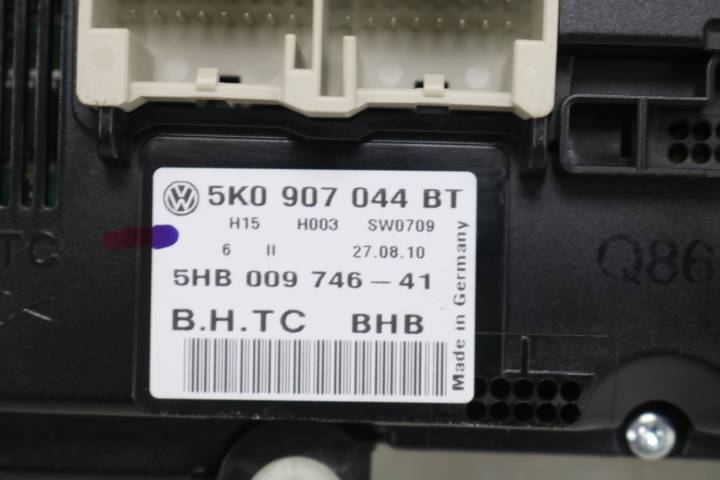 5K0 907 044 BT
H15 H003 SW0709
6 II 27.08.10
5HB 009 746-41
B.H.TC BHB
Made in Germany
TC
Q86